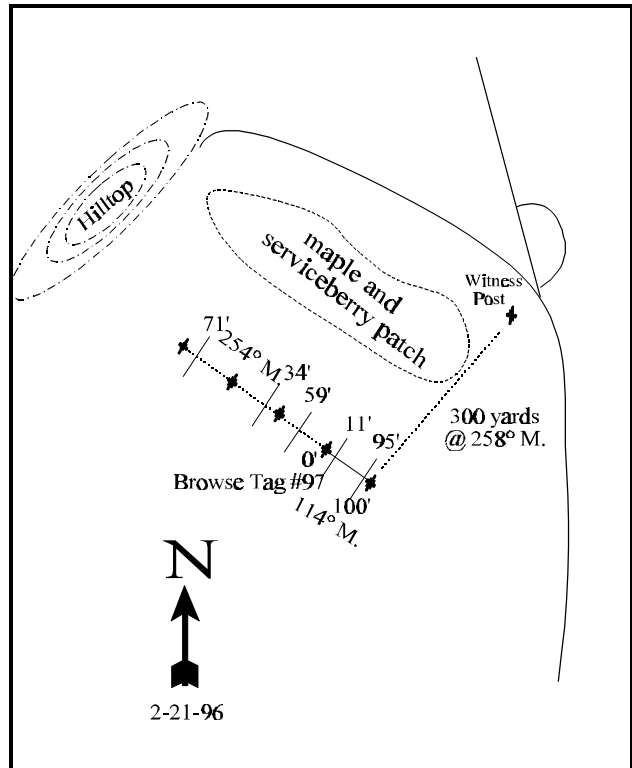 Hilltop
maple and
serviceberry patch
Witness
Post
71'
254° M.
34'
59'
11'
95'
300 yards
@ 258° M.
0'
Browse Tag #97
100'
114° M.
N
2-21-96